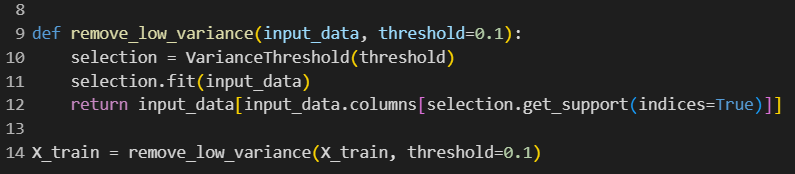 8
9 def remove_low_variance(input_data, threshold=0.1):
10     selection = VarianceThreshold(threshold)
11     selection.fit(input_data)
12     return input_data[input_data.columns[selection.get_support(indices=True)]]
13
14 X_train = remove_low_variance(X_train, threshold=0.1)